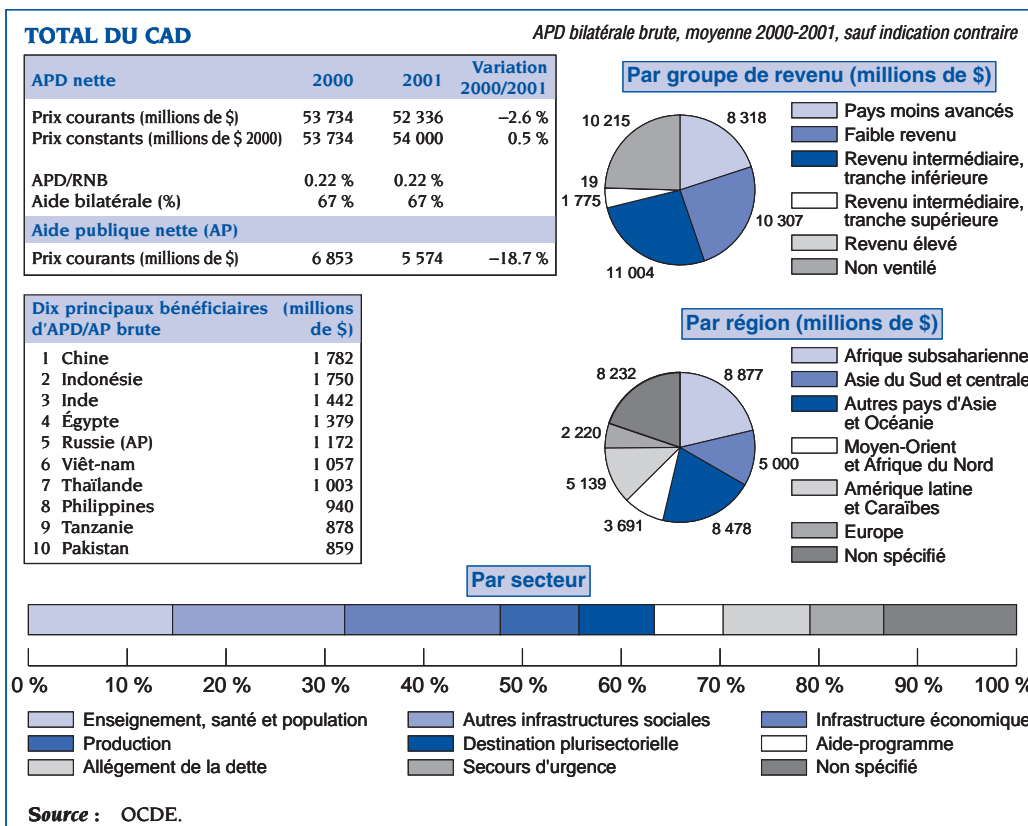 TOTAL DU CAD
APD bilatérale brute, moyenne 2000-2001, sauf indication contraire
APD nette 2000 2001 Variation 2000/2001
Prix courants (millions de $) 53 734 52 336 −2.6 %
Prix constants (millions de $ 2000) 53 734 54 000 0.5 %
APD/RNB 0.22 % 0.22 %
Aide bilatérale (%) 67 % 67 %
Aide publique nette (AP)
Prix courants (millions de $) 6 853 5 574 −18.7 %
Par groupe de revenu (millions de $)
8 318
10 307
11 004
1 775
19
10 215
Pays moins avancés
Faible revenu
Revenu intermédiaire,
tranche inférieure
Revenu intermédiaire,
tranche supérieure
Revenu élevé
Non ventilé
Dix principaux bénéficiaires (millions
d'APD/AP brute de $)
1 Chine 1 782
2 Indonésie 1 750
3 Inde 1 442
4 Égypte 1 379
5 Russie (AP) 1 172
6 Viêt-nam 1 057
7 Thaïlande 1 003
8 Philippines 940
9 Tanzanie 878
10 Pakistan 859
Par région (millions de $)
8 877
5 000
8 478
3 691
5 139
2 220
8 232
Afrique subsaharienne
Asie du Sud et centrale
Autres pays d'Asie
et Océanie
Moyen-Orient
et Afrique du Nord
Amérique latine
et Caraïbes
Europe
Non spécifié
Par secteur
0 % 10 % 20 % 30 % 40 % 50 % 60 % 70 % 80 % 90 % 100 %
Enseignement, santé et population Autres infrastructures sociales Infrastructure économique
Production Destination plurisectorielle Aide-programme
Allégement de la dette Secours d'urgence Non spécifié
Source : OCDE.